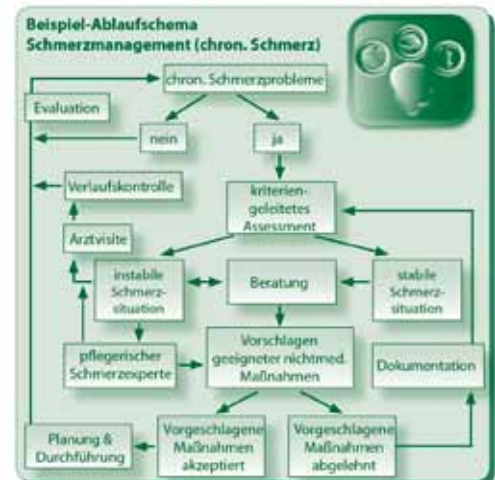 Beispiel-Ablaufschema
Schmerzmanagement (chron. Schmerz)
chron. Schmerzprobleme
Evaluation
nein
ja
Verlaufskontrolle
kriterien-
geleitetes
Assessment
Arztvisite
instabile
Schmerz-
situation
Beratung
stabile
Schmerz-
situation
pflegerischer
Schmerzexperte
Vorschlagen
geeigneter nichtmed.
Maßnahmen
Dokumentation
Planung &
Durchführung
Vorgeschlagene
Maßnahmen
akzeptiert
Vorgeschlagene
Maßnahmen
abgelehnt